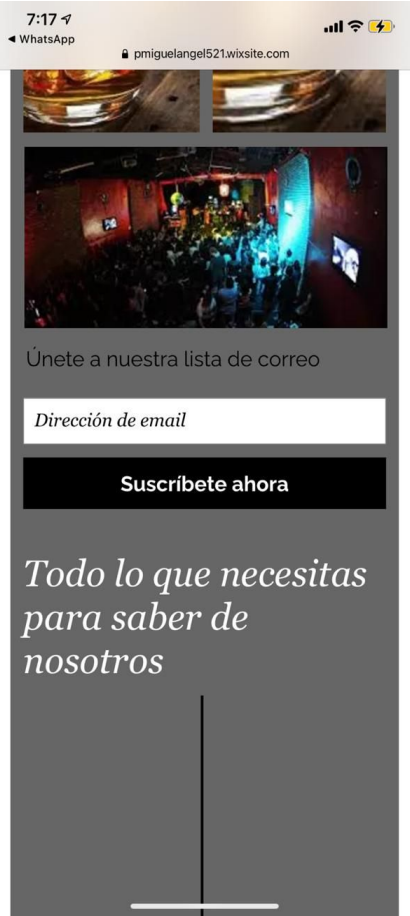 7:17
◀ WhatsApp
pmiguelangel521.wixsite.com
Únete a nuestra lista de correo
Dirección de email
Suscríbete ahora
Todo lo que necesitas
para saber de
nosotros